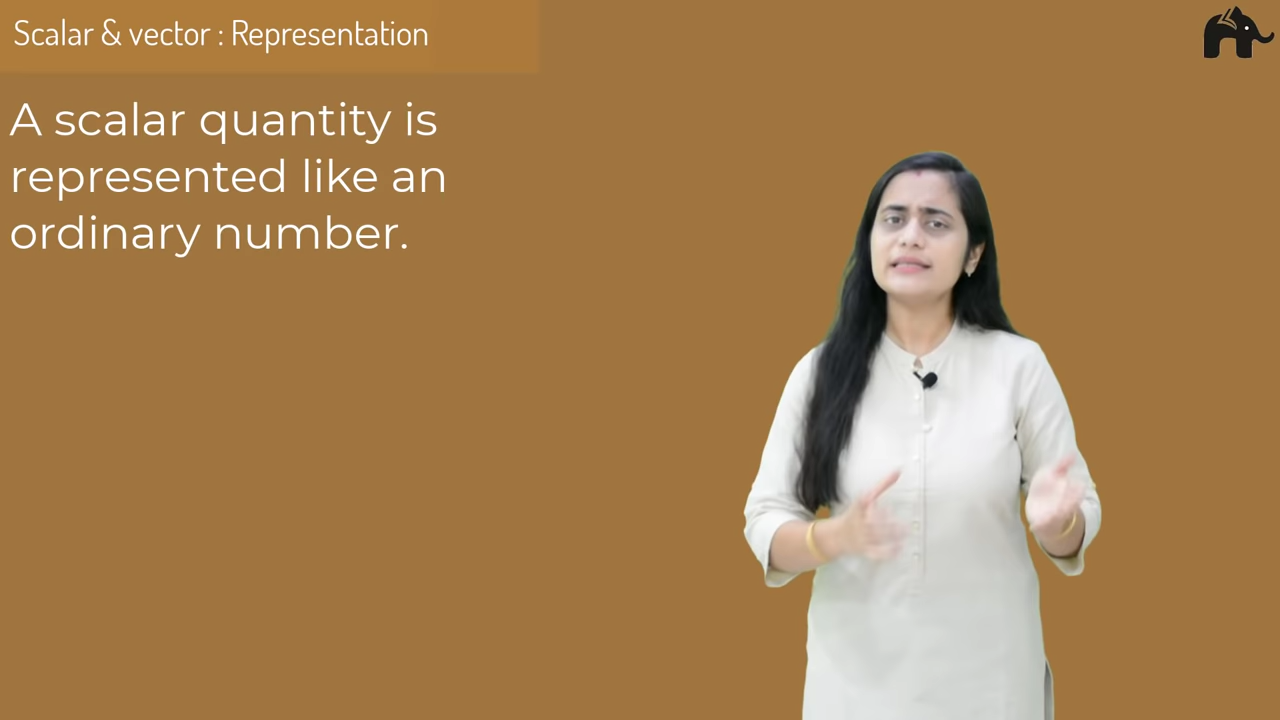 Scalar & vector : Representation
A scalar quantity is
represented like an
ordinary number.